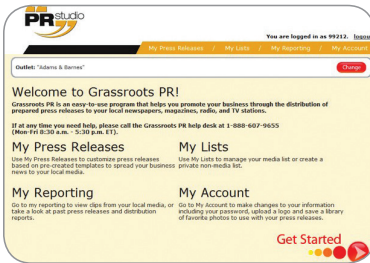 PR studio
You are logged in as 99212. logout
My Press Releases / My Lists / My Reporting / My Account
Outlet: "Adams & Barnes"
Change
Welcome to Grassroots PR!
Grassroots PR is an easy-to-use program that helps you promote your business through the distribution of
prepared press releases to your local newspapers, magazines, radio, and TV stations.
If at any time you need help, please call the Grassroots PR help desk at 1-888-607-9655
(Mon-Fri 8:30 a.m. - 5:30 p.m. ET).
My Press Releases
Use My Press Releases to customize press releases
based on pre-created templates to spread your business
news to your local media.
My Lists
Use My Lists to manage your media list or create a
private non-media list.
My Reporting
Go to my reporting to view clips from your local media, or
take a look at past press releases and distribution
reports.
My Account
Go to My Account to make changes to your information
including your password, upload a logo and save a library
of favorite photos to use with your press releases.
Get Started